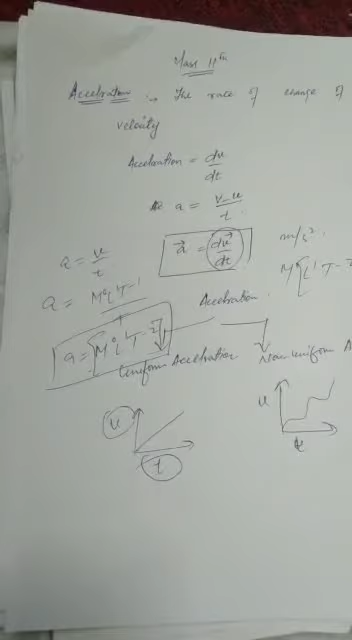 Class 11th
Acceleration :- The rate of change of
velocity
Acceleration = dv/dt
a = v-u/t
a⃗ = dv⃗/dt
m/s².
a = v/t
M⁰L¹T-2
a = M⁰L¹T-1
Acceleration.
a = [M⁰L¹T-2]
Uniform Acceleration
Non uniform A
v
t
v
t